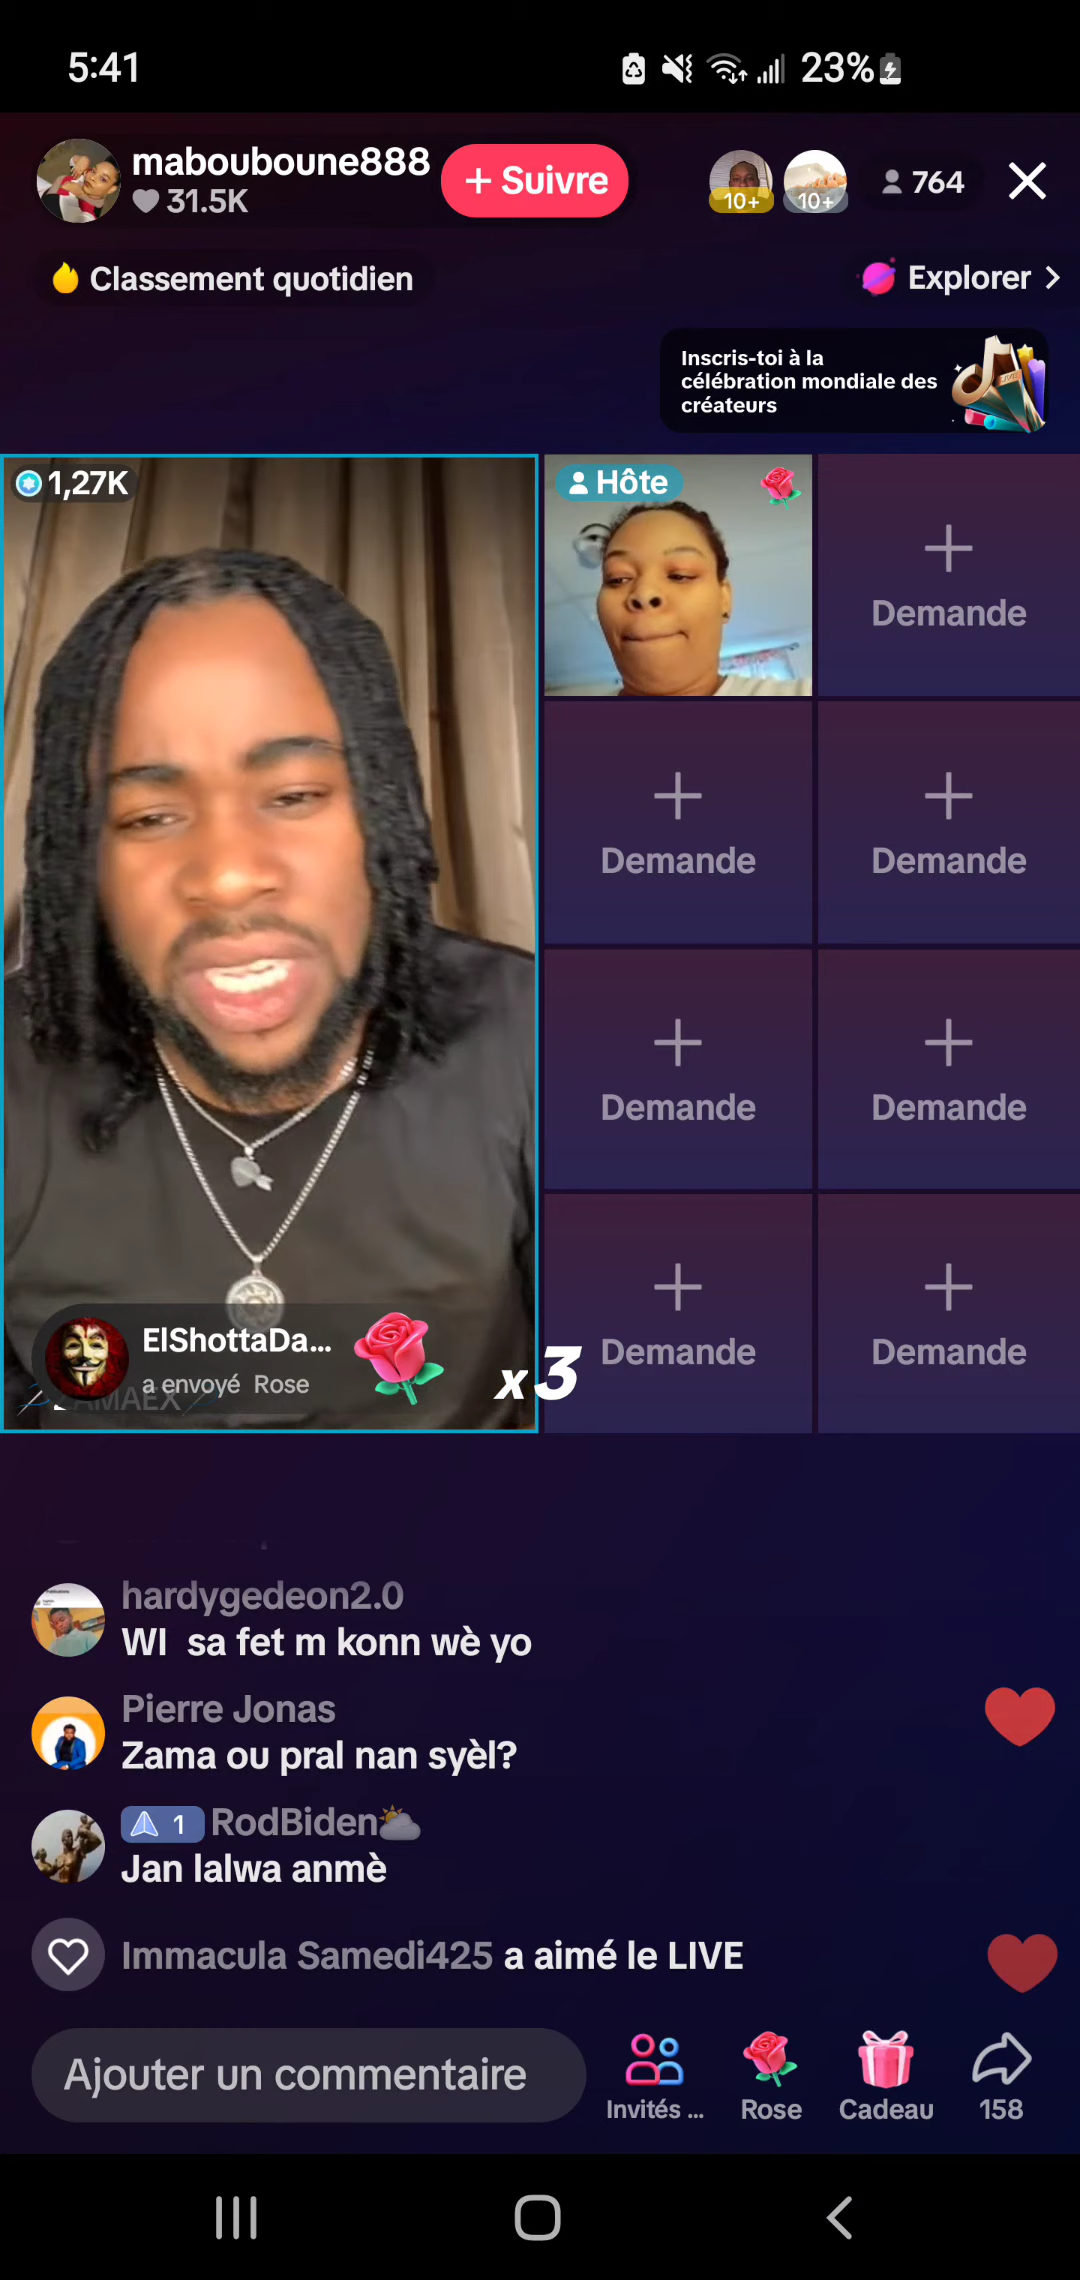 5:41
23%
mabouboune888
31.5K
+ Suivre
10+
10+
764
Classement quotidien
Explorer
Inscris-toi à la
célébration mondiale des
créateurs
1,27K
Hôte
Demande
Demande
Demande
Demande
Demande
Demande
Demande
ElShottaDa...
a envoyé Rose
x3
hardygedeon2.0
WI sa fet m konn wè yo
Pierre Jonas
Zama ou pral nan syèl?
1 RodBiden
Jan lalwa anmè
Immacula Samedi425 a aimé le LIVE
Ajouter un commentaire
Invités ...
Rose
Cadeau
158